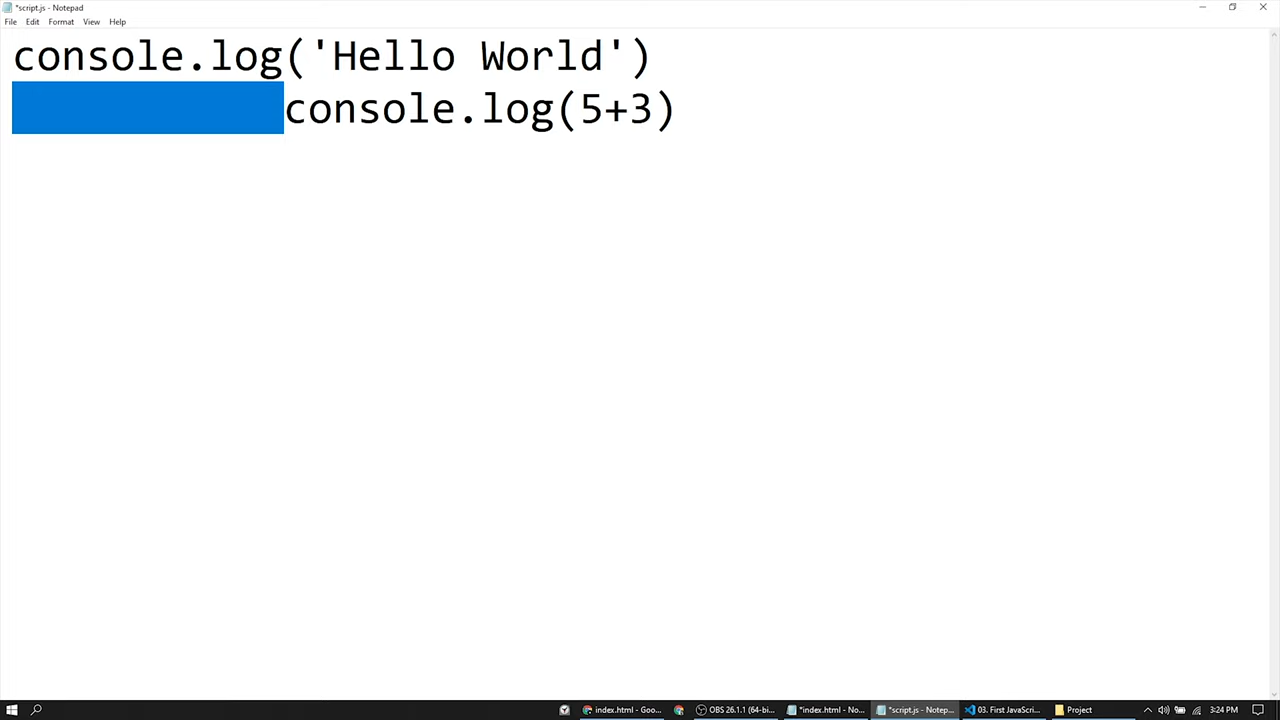 *script.js - Notepad
File Edit Format View Help
console.log('Hello World')
console.log(5+3)
index.html - Goo... OBS 26.1.1 (64-bi... *index.html - No... *script.js - Notep... 03. First JavaScri... Project 3:24 PM